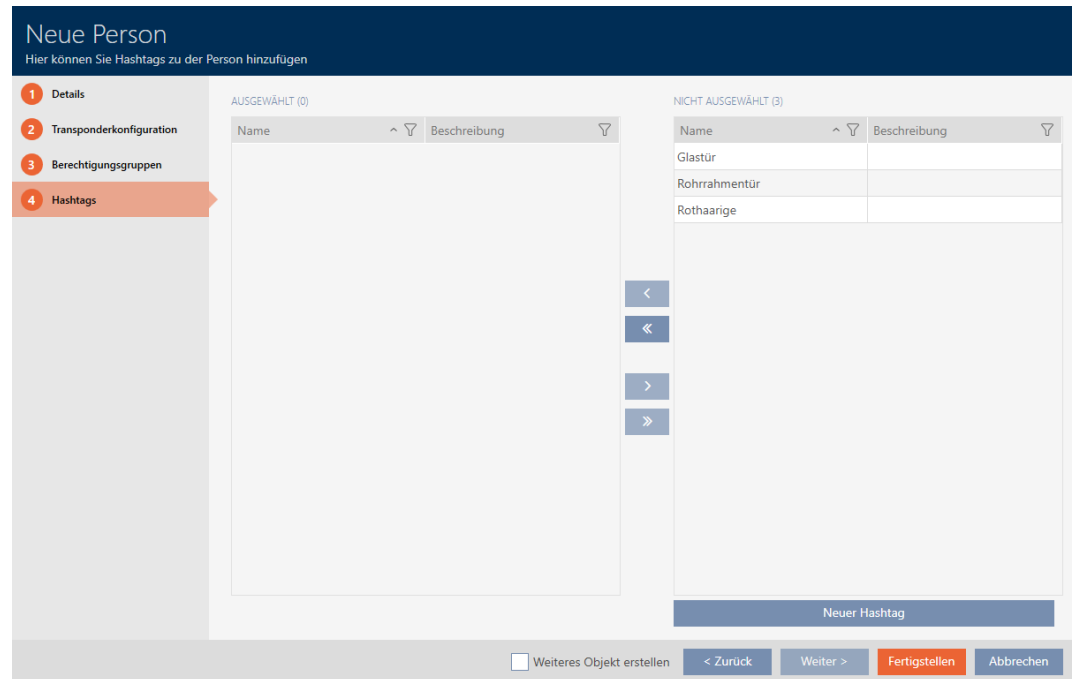 Neue Person
Hier können Sie Hashtags zu der Person hinzufügen
1 Details
2 Transponderkonfiguration
3 Berechtigungsgruppen
4 Hashtags
AUSGEWÄHLT (0)
Name Beschreibung
NICHT AUSGEWÄHLT (3)
Name Beschreibung
Glastür
Rohrrahmentür
Rothaarige
Neuer Hashtag
Weiteres Objekt erstellen < Zurück Weiter > Fertigstellen Abbrechen